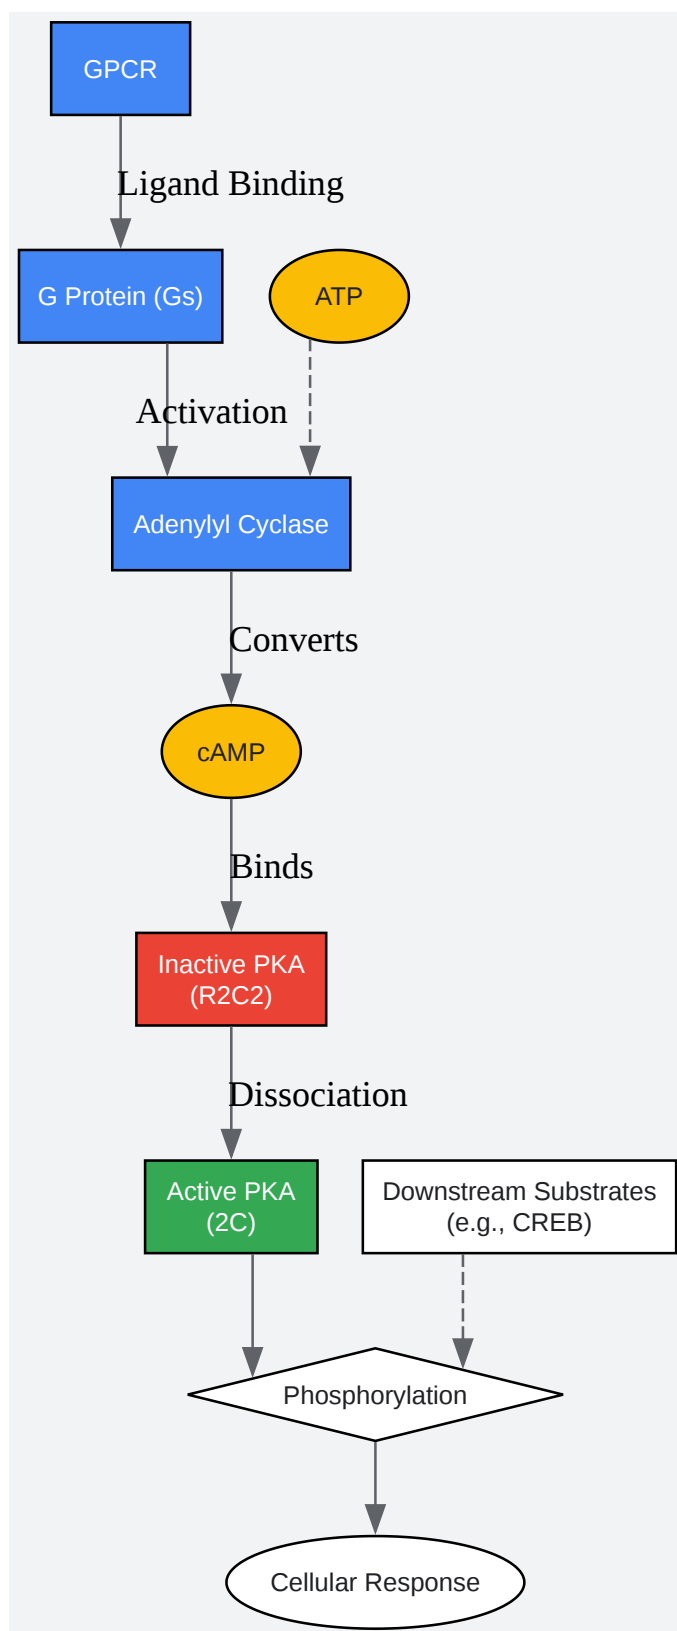 GPCR
Ligand Binding
G Protein (Gs)
ATP
Activation
Adenylyl Cyclase
Converts
cAMP
Binds
Inactive PKA
(R2C2)
Dissociation
Active PKA
(2C)
Downstream Substrates
(e.g., CREB)
Phosphorylation
Cellular Response